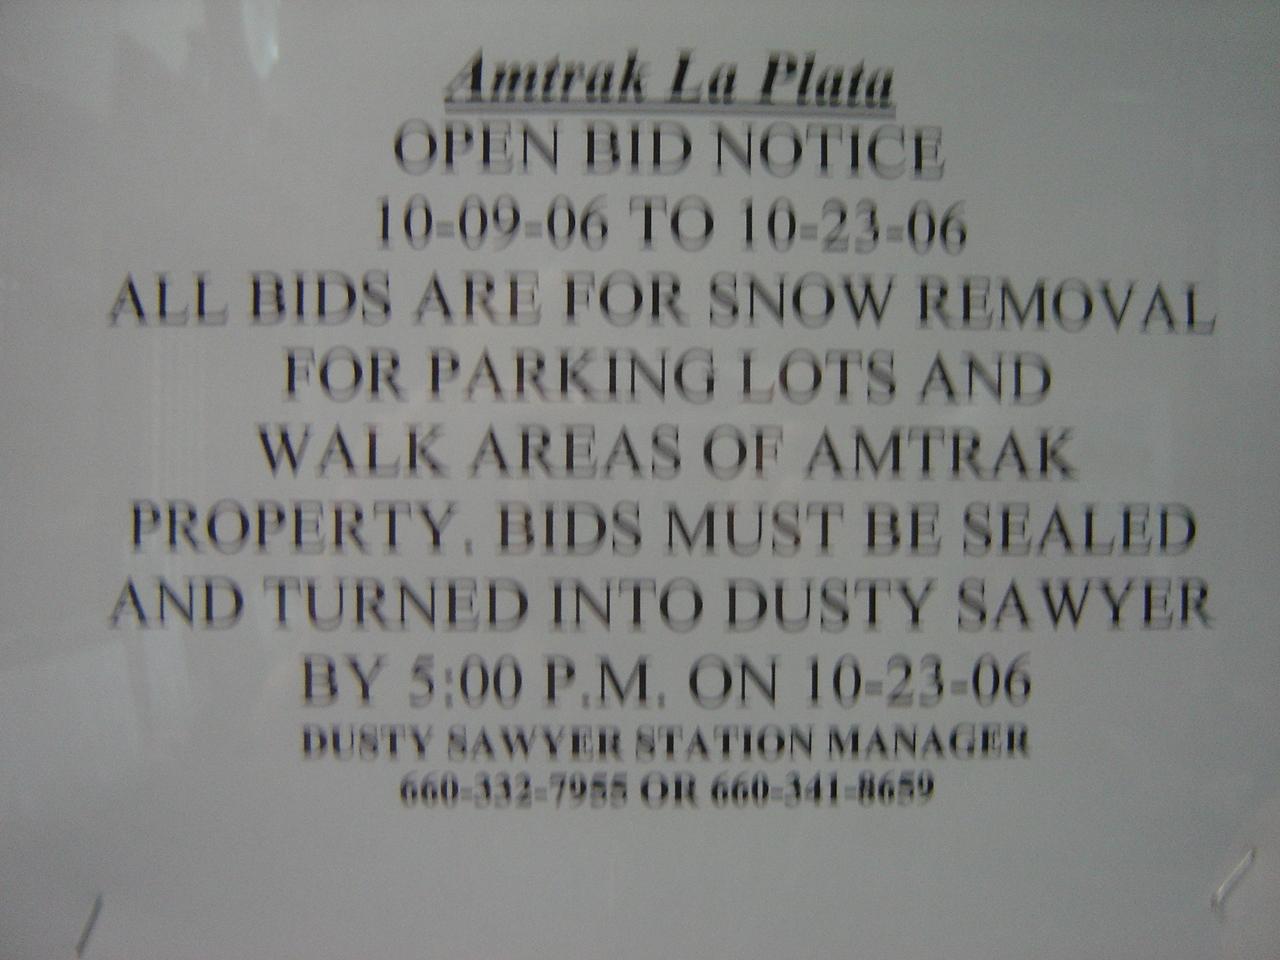 Amtrak La Plata
OPEN BID NOTICE
10-09-06 TO 10-23-06
ALL BIDS ARE FOR SNOW REMOVAL
FOR PARKING LOTS AND
WALK AREAS OF AMTRAK
PROPERTY. BIDS MUST BE SEALED
AND TURNED INTO DUSTY SAWYER
BY 5:00 P.M. ON 10-23-06
DUSTY SAWYER STATION MANAGER
660-332-7955 OR 660-341-8659